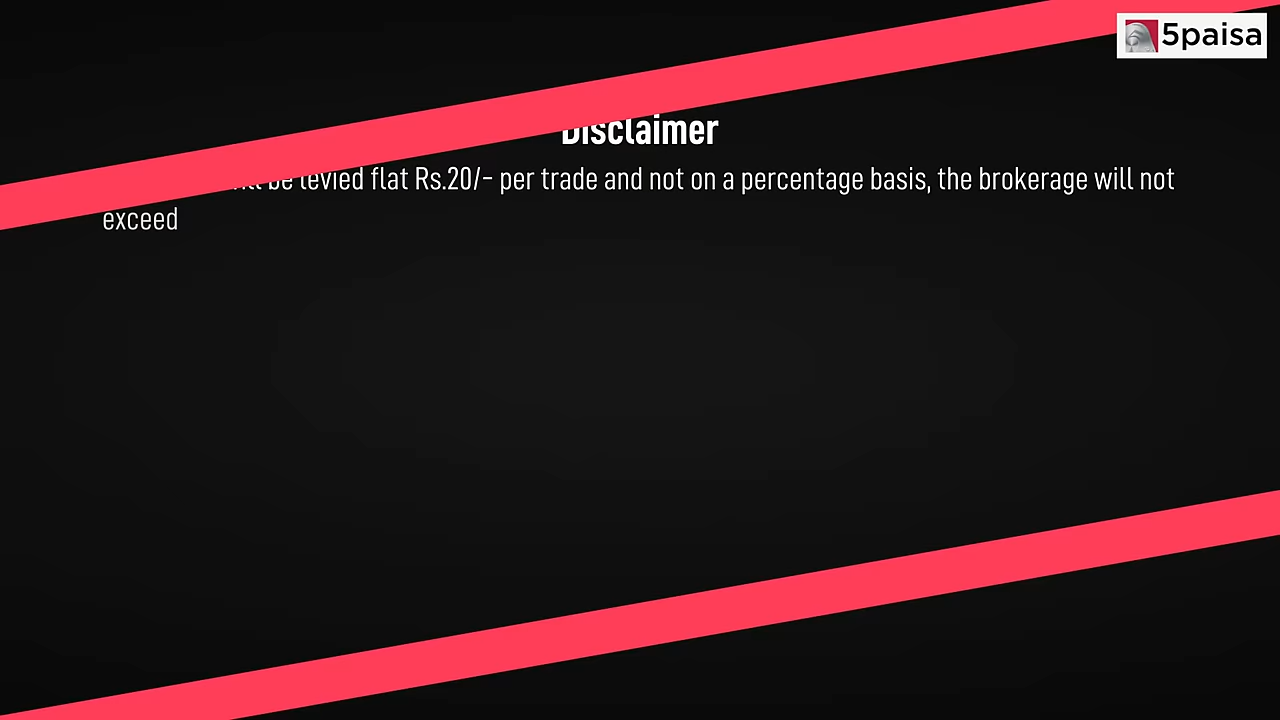 5paisa
Disclaimer
be levied flat Rs.20/- per trade and not on a percentage basis, the brokerage will not
exceed